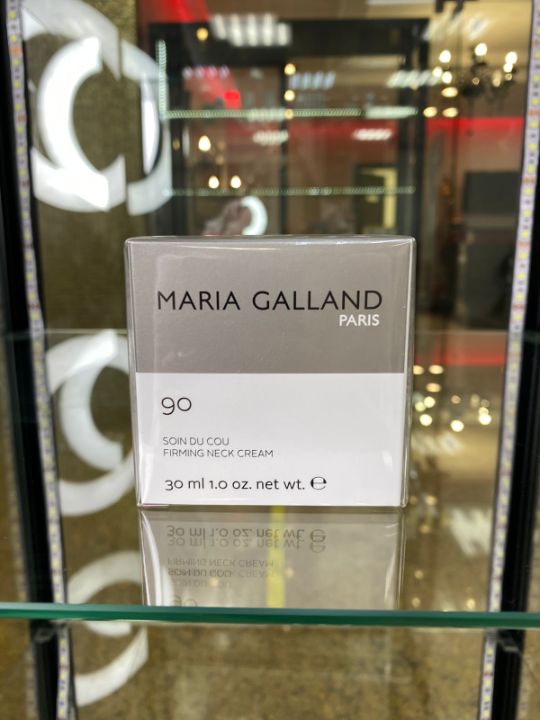 MARIA GALLAND
PARIS
90
SOIN DU COU
FIRMING NECK CREAM
30 ml 1.0 oz. net wt. ℮